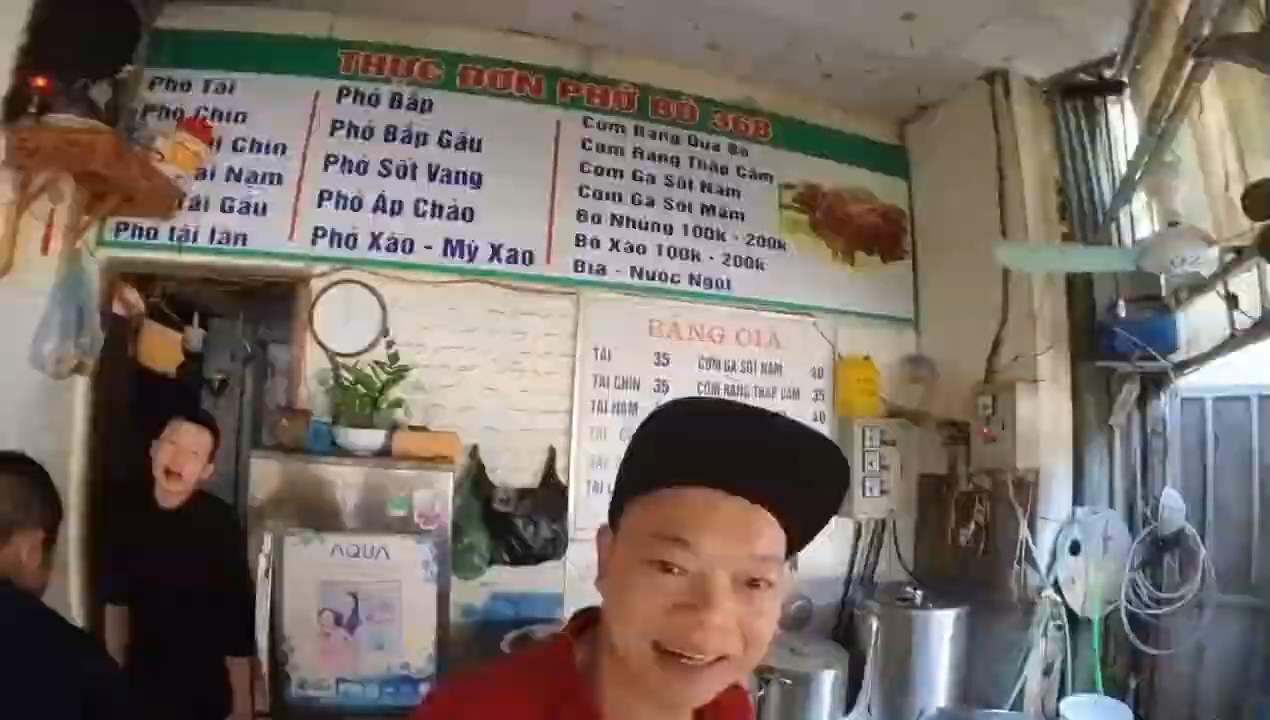 THỰC ĐƠN PHỞ BÒ 368
Phở Tái
Phở Chín
Chín
Nam
Tái Gầu
Phở tái lăn
Phở Bắp
Phở Bắp Gầu
Phở Sốt Vang
Phở Áp Chảo
Phở Xào - Mỳ Xào
Cơm Rang Dưa Bò
Cơm Rang Thập Cẩm
Cơm Gà Sốt Nấm
Cơm Gà Sốt Mắm
Bò Nhúng 100k - 200k
Bò Xào 100k - 200k
Bia - Nước Ngọt
BẢNG GIÁ
TÁI 35 CƠM GÀ SỐT NẤM 40
TÁI CHÍN 35 CƠM RANG THẬP CẨM 35
TÁI NẠM 40
TÁI
AQUA